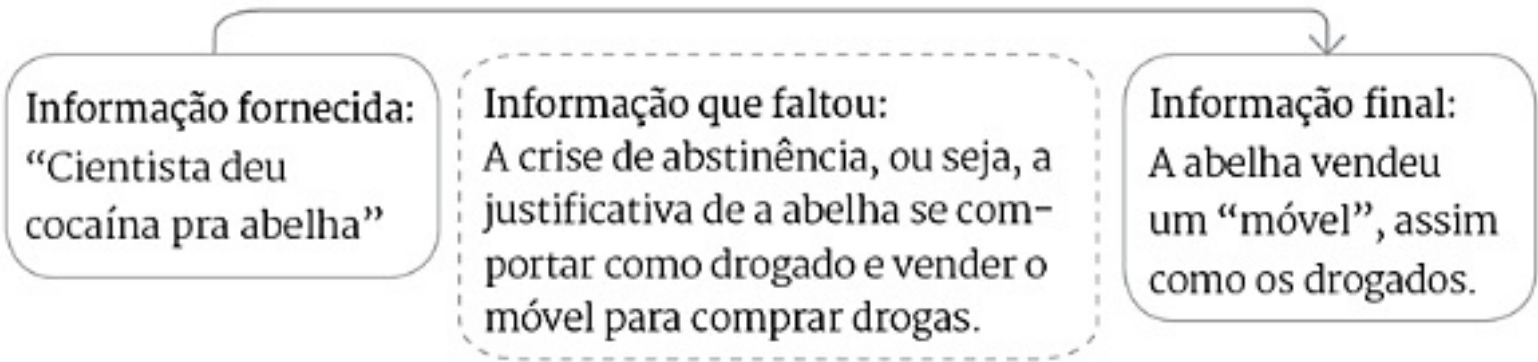 Informação fornecida:
“Cientista deu
cocaína pra abelha”
Informação que faltou:
A crise de abstinência, ou seja, a
justificativa de a abelha se com-
portar como drogado e vender o
móvel para comprar drogas.
Informação final:
A abelha vendeu
um “móvel”, assim
como os drogados.